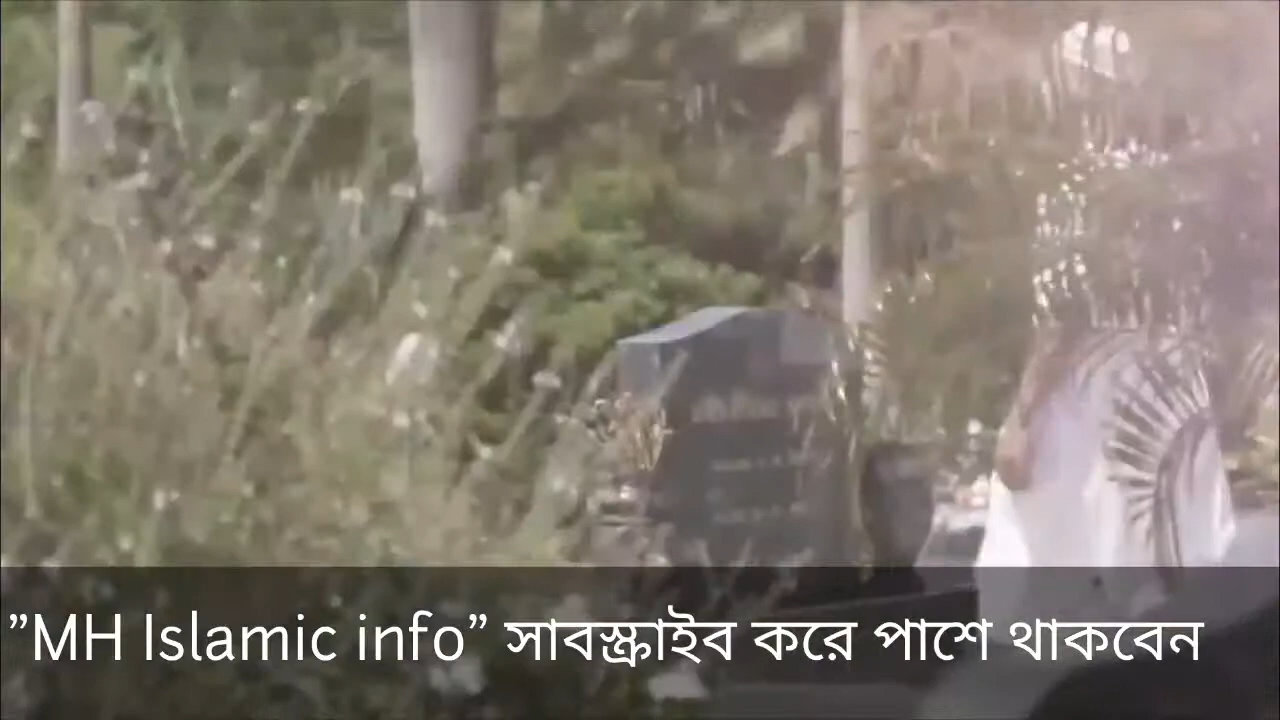 ”MH Islamic info” সাবস্ক্রাইব করে পাশে থাকবেন